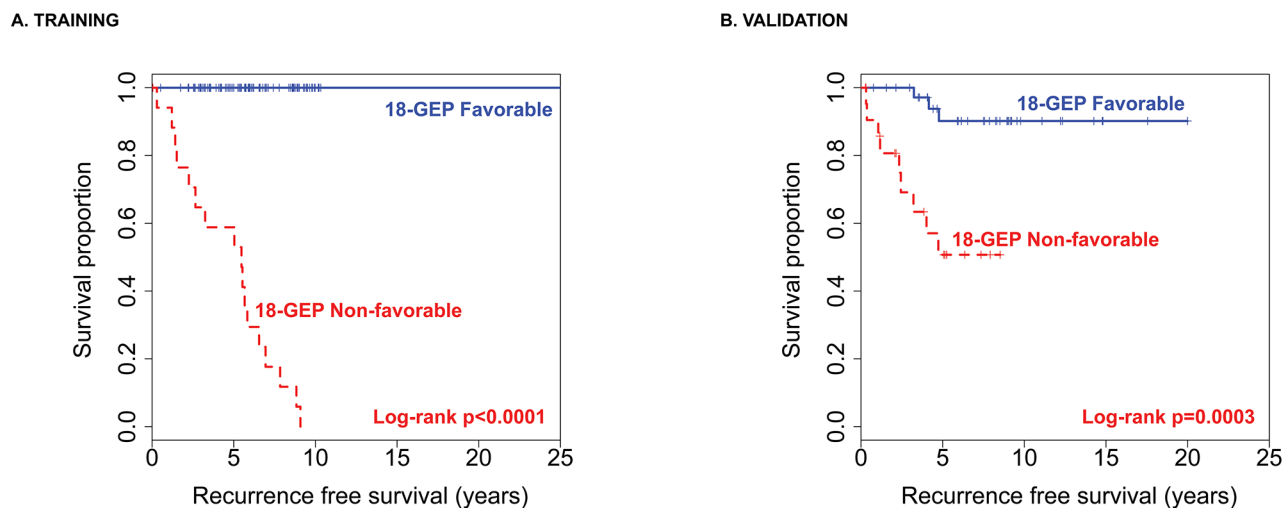 A. TRAINING
Survival proportion
1.0
0.8
0.6
0.4
0.2
0.0
18-GEP Favorable
18-GEP Non-favorable
Log-rank p<0.0001
0 5 10 15 20 25
Recurrence free survival (years)
B. VALIDATION
Survival proportion
1.0
0.8
0.6
0.4
0.2
0.0
18-GEP Favorable
18-GEP Non-favorable
Log-rank p=0.0003
0 5 10 15 20 25
Recurrence free survival (years)